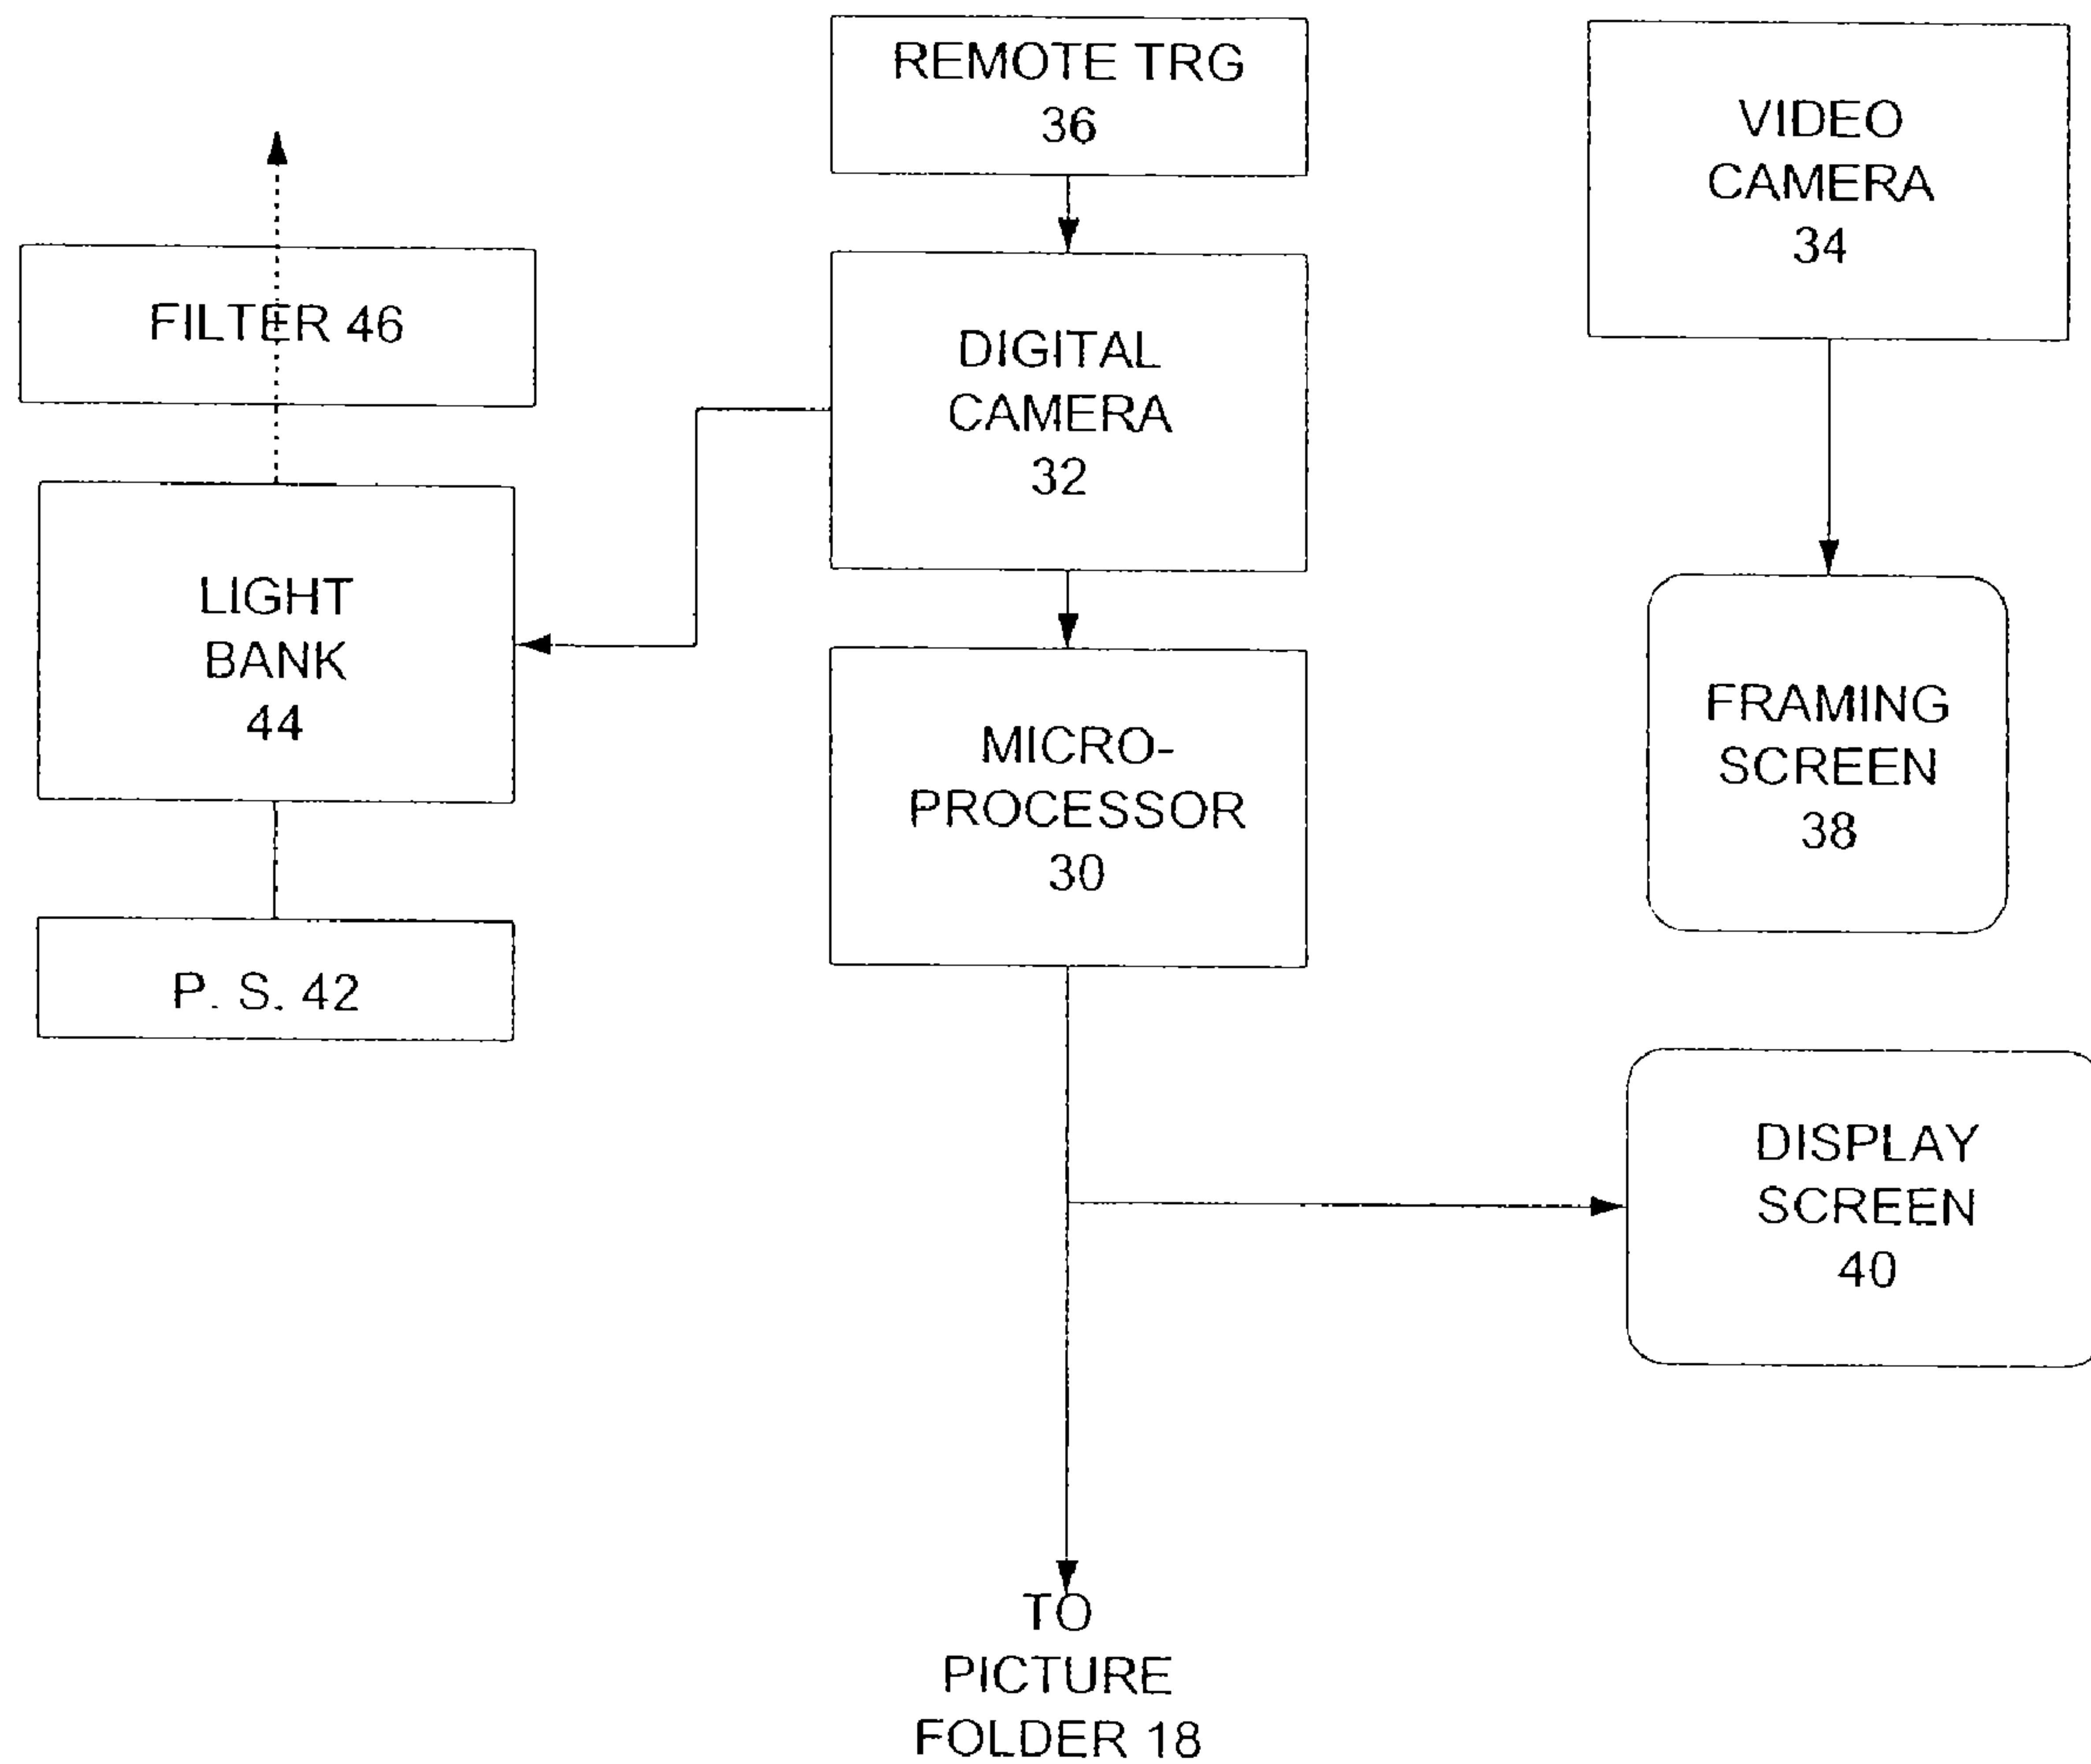 REMOTE TRG
36
VIDEO
CAMERA
34
FILTER 46
DIGITAL
CAMERA
32
LIGHT
BANK
44
MICRO-
PROCESSOR
30
FRAMING
SCREEN
38
P. S. 42
DISPLAY
SCREEN
40
TO
PICTURE
FOLDER 18